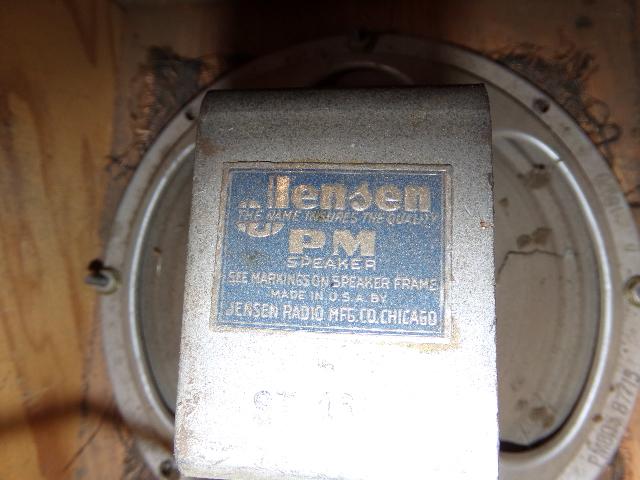 Jensen
THE NAME INSURES THE QUALITY
PM
SPEAKER
SEE MARKINGS ON SPEAKER FRAME
MADE IN U.S.A. BY
JENSEN RADIO MFG. CO. CHICAGO